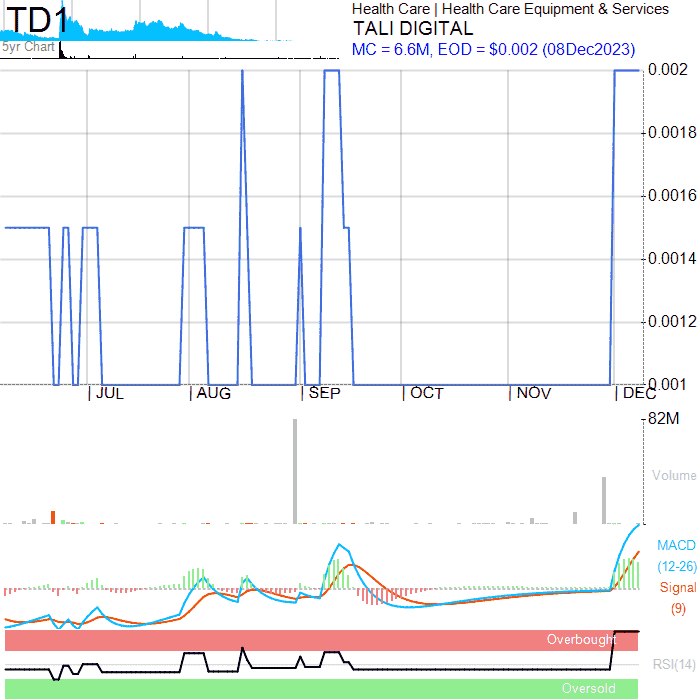 TD1
Health Care | Health Care Equipment & Services
TALI DIGITAL
5yr Chart
MC = 6.6M, EOD = $0.002 (08Dec2023)
0.002
0.0018
0.0016
0.0014
0.0012
0.001
JUL AUG SEP OCT NOV DEC
82M
Volume
MACD
(12-26)
Signal
(9)
Overbought
RSI(14)
Oversold